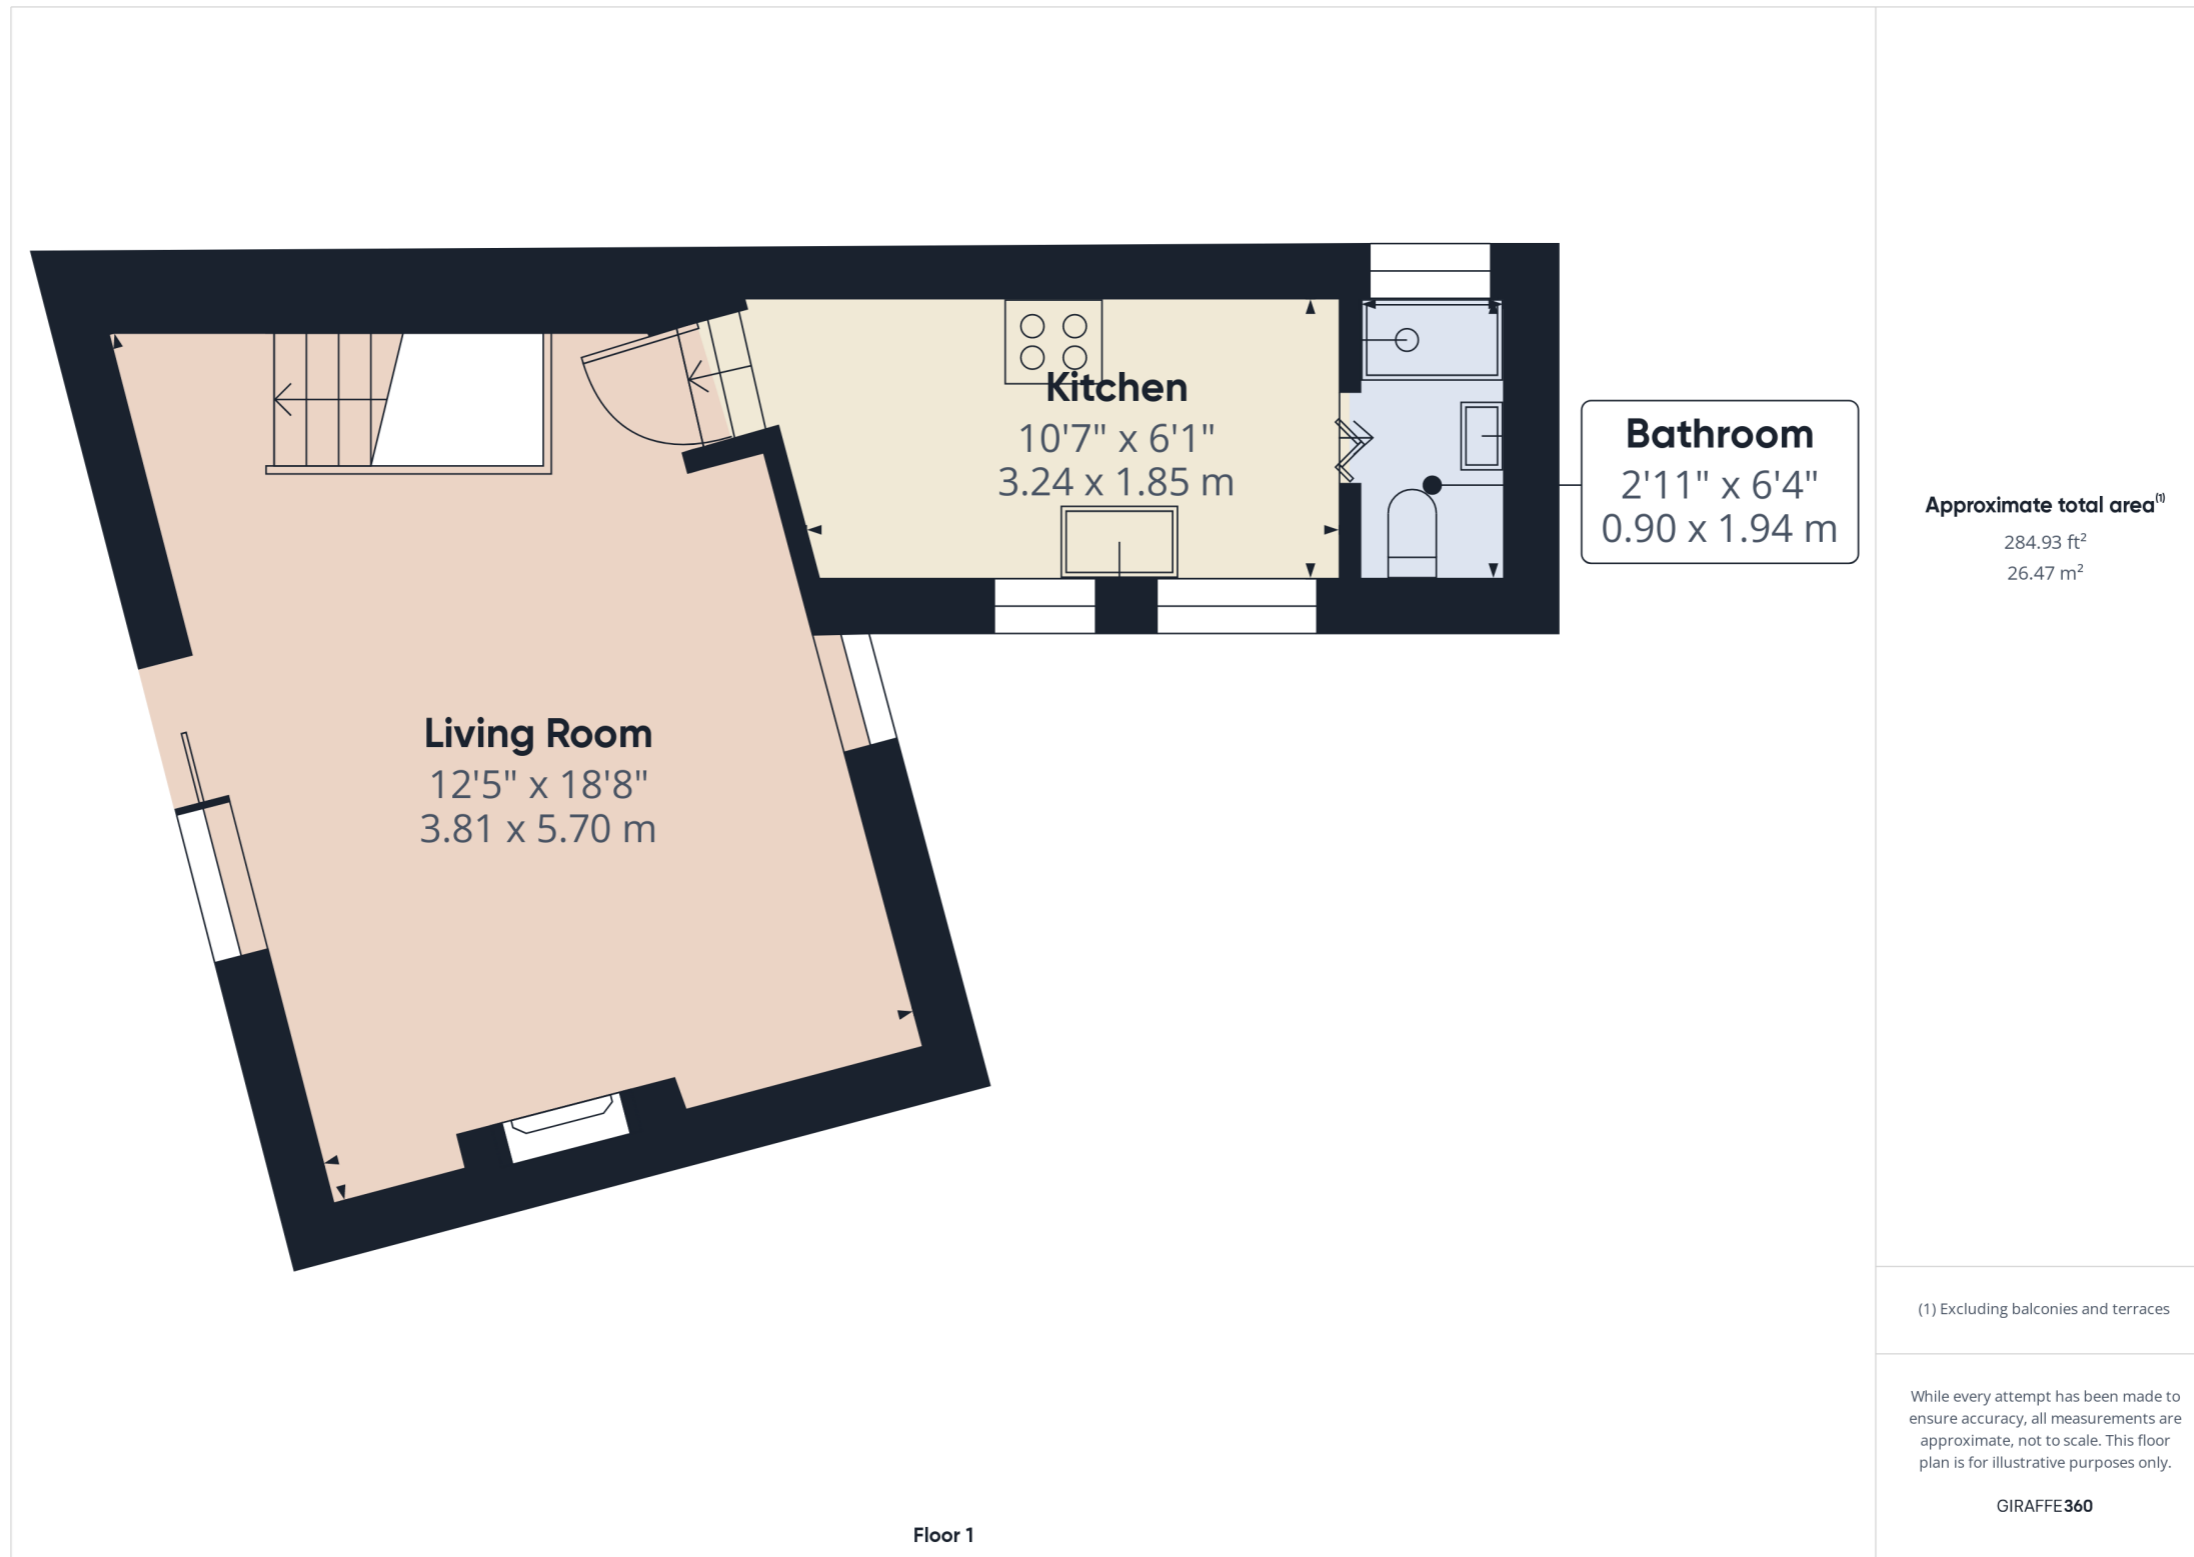 Kitchen
10'7" x 6'1"
3.24 x 1.85 m
Bathroom
2'11" x 6'4"
0.90 x 1.94 m
Living Room
12'5" x 18'8"
3.81 x 5.70 m
Floor 1
Approximate total area(1)
284.93 ft²
26.47 m²
(1) Excluding balconies and terraces
While every attempt has been made to
ensure accuracy, all measurements are
approximate, not to scale. This floor
plan is for illustrative purposes only.
GIRAFFE360